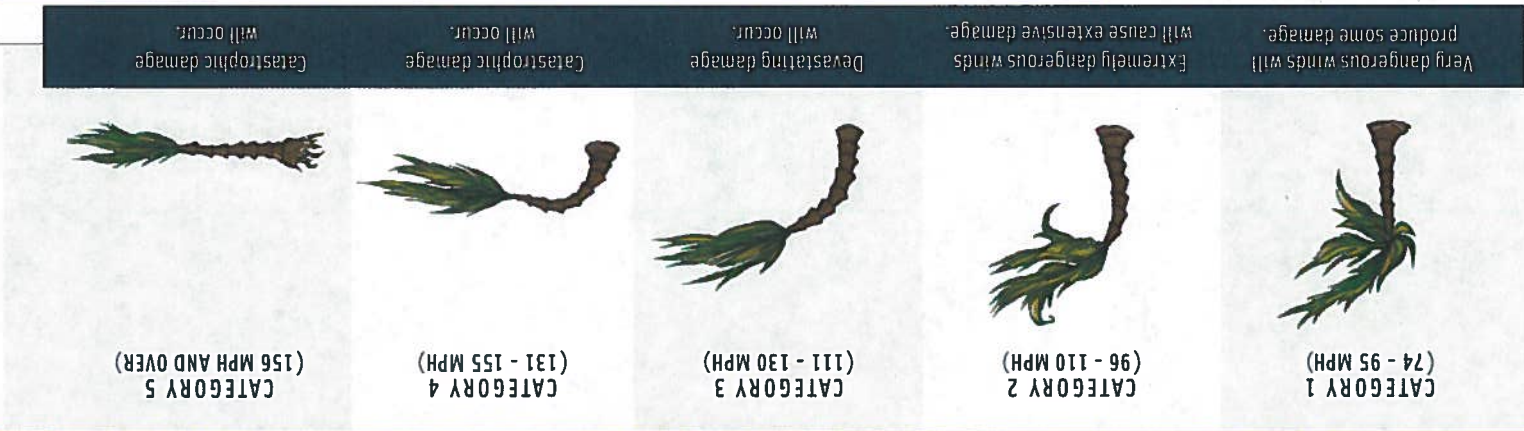 CATEGORY 1
(74 - 95 MPH)
Very dangerous winds will
produce some damage.
CATEGORY 2
(96 - 110 MPH)
Extremely dangerous winds
will cause extensive damage.
CATEGORY 3
(111 - 130 MPH)
Devastating damage
will occur.
CATEGORY 4
(131 - 155 MPH)
Catastrophic damage
will occur.
CATEGORY 5
(156 MPH AND OVER)
Catastrophic damage
will occur.